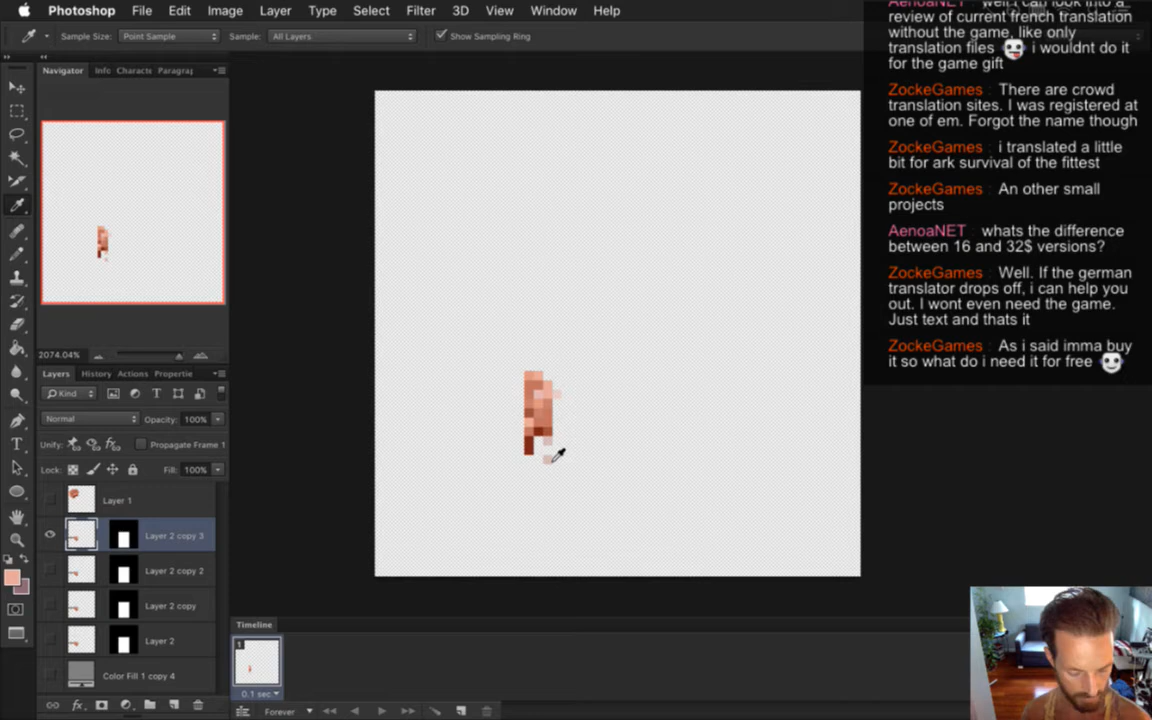 Photoshop File Edit Image Layer Type Select Filter 3D View Window Help
Sample Size: Point Sample Sample: All Layers Show Sampling Ring
Navigator Info Charact Paragraj
2074.04%
Layers History Actions Propertie
Kind
Normal Opacity: 100%
Unify: Propagate Frame 1
Lock: Fill: 100%
Layer 1
Layer 2 copy 3
Layer 2 copy 2
Layer 2 copy
Layer 2
Color Fill 1 copy 4
Timeline
1
0.1 sec
Forever
review of current french translation
without the game, like only
translation files i wouldnt do it
for the game gift
ZockeGames : There are crowd
translation sites. I was registered at
one of em. Forgot the name though
ZockeGames : i translated a little
bit for ark survival of the fittest
ZockeGames : An other small
projects
AenoaNET : whats the difference
between 16 and 32$ versions?
ZockeGames : Well. If the german
translator drops off, i can help you
out. I wont even need the game.
Just text and thats it
ZockeGames : As i said imma buy
it so what do i need it for free